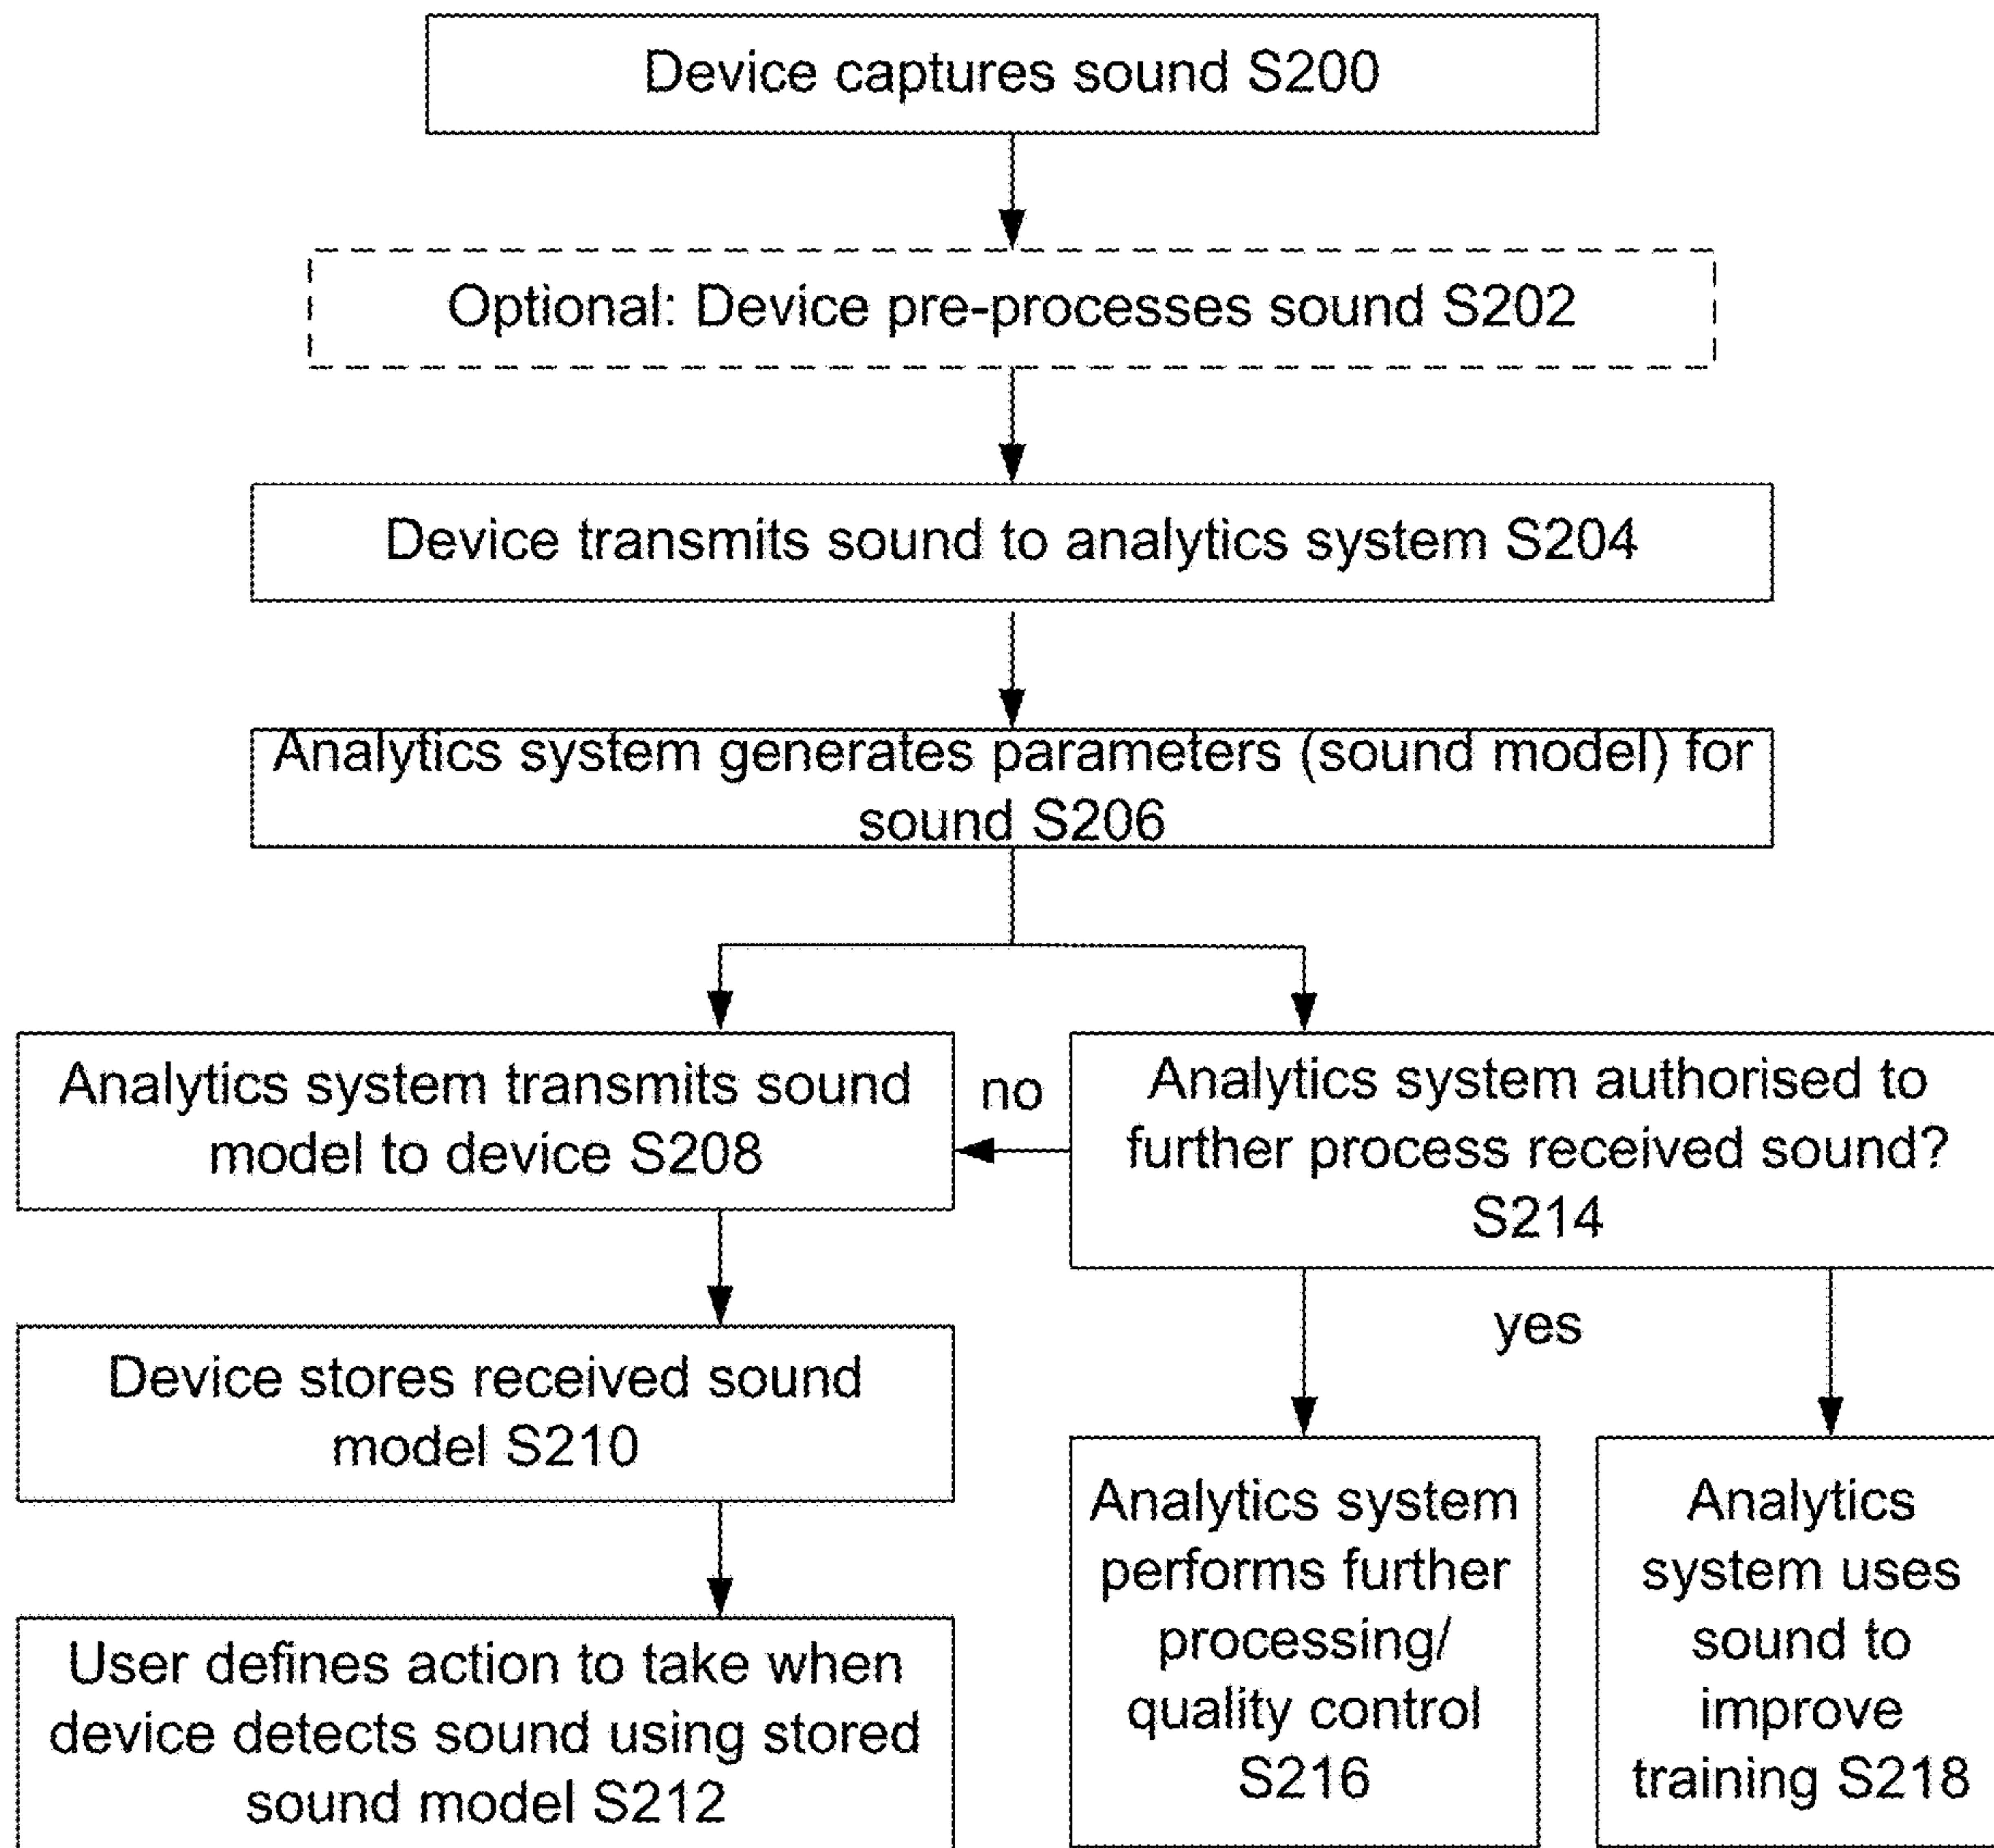 Device captures sound S200
Optional: Device pre-processes sound S202
Device transmits sound to analytics system S204
Analytics system generates parameters (sound model) for
sound S206
Analytics system transmits sound
model to device S208
no
Analytics system authorised to
further process received sound?
S214
Device stores received sound
model S210
yes
User defines action to take when
device detects sound using stored
sound model S212
Analytics system
performs further
processing/
quality control
S216
Analytics
system uses
sound to
improve
training S218